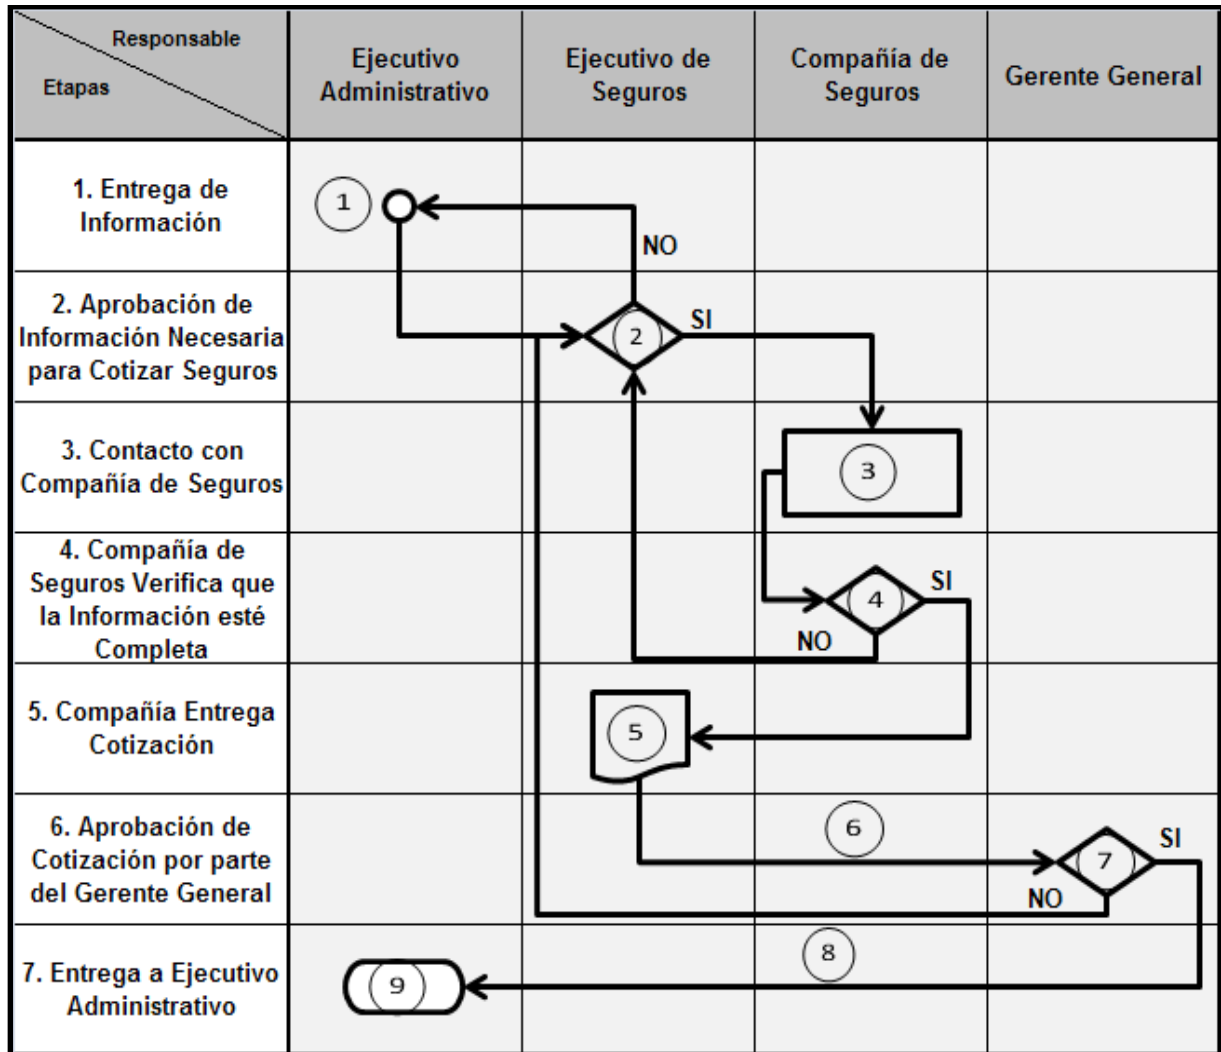 Responsable
Etapas
Ejecutivo
Administrativo
Ejecutivo de
Seguros
Compañía de
Seguros
Gerente General
1. Entrega de
Información
1
NO
2. Aprobación de
Información Necesaria
para Cotizar Seguros
2
SI
3. Contacto con
Compañía de Seguros
3
4. Compañía de
Seguros Verifica que
la Información esté
Completa
4
SI
NO
5. Compañía Entrega
Cotización
5
6. Aprobación de
Cotización por parte
del Gerente General
6
7
SI
NO
7. Entrega a Ejecutivo
Administrativo
8
9